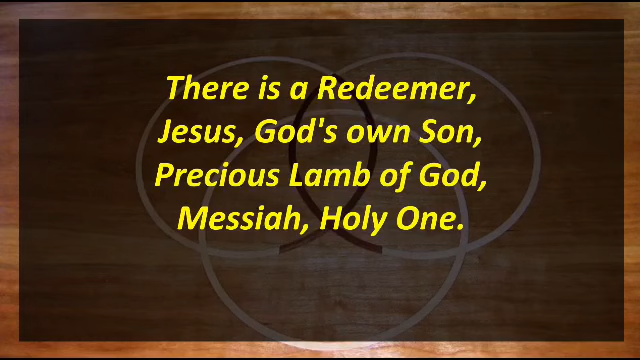 There is a Redeemer,
Jesus, God's own Son,
Precious Lamb of God,
Messiah, Holy One.